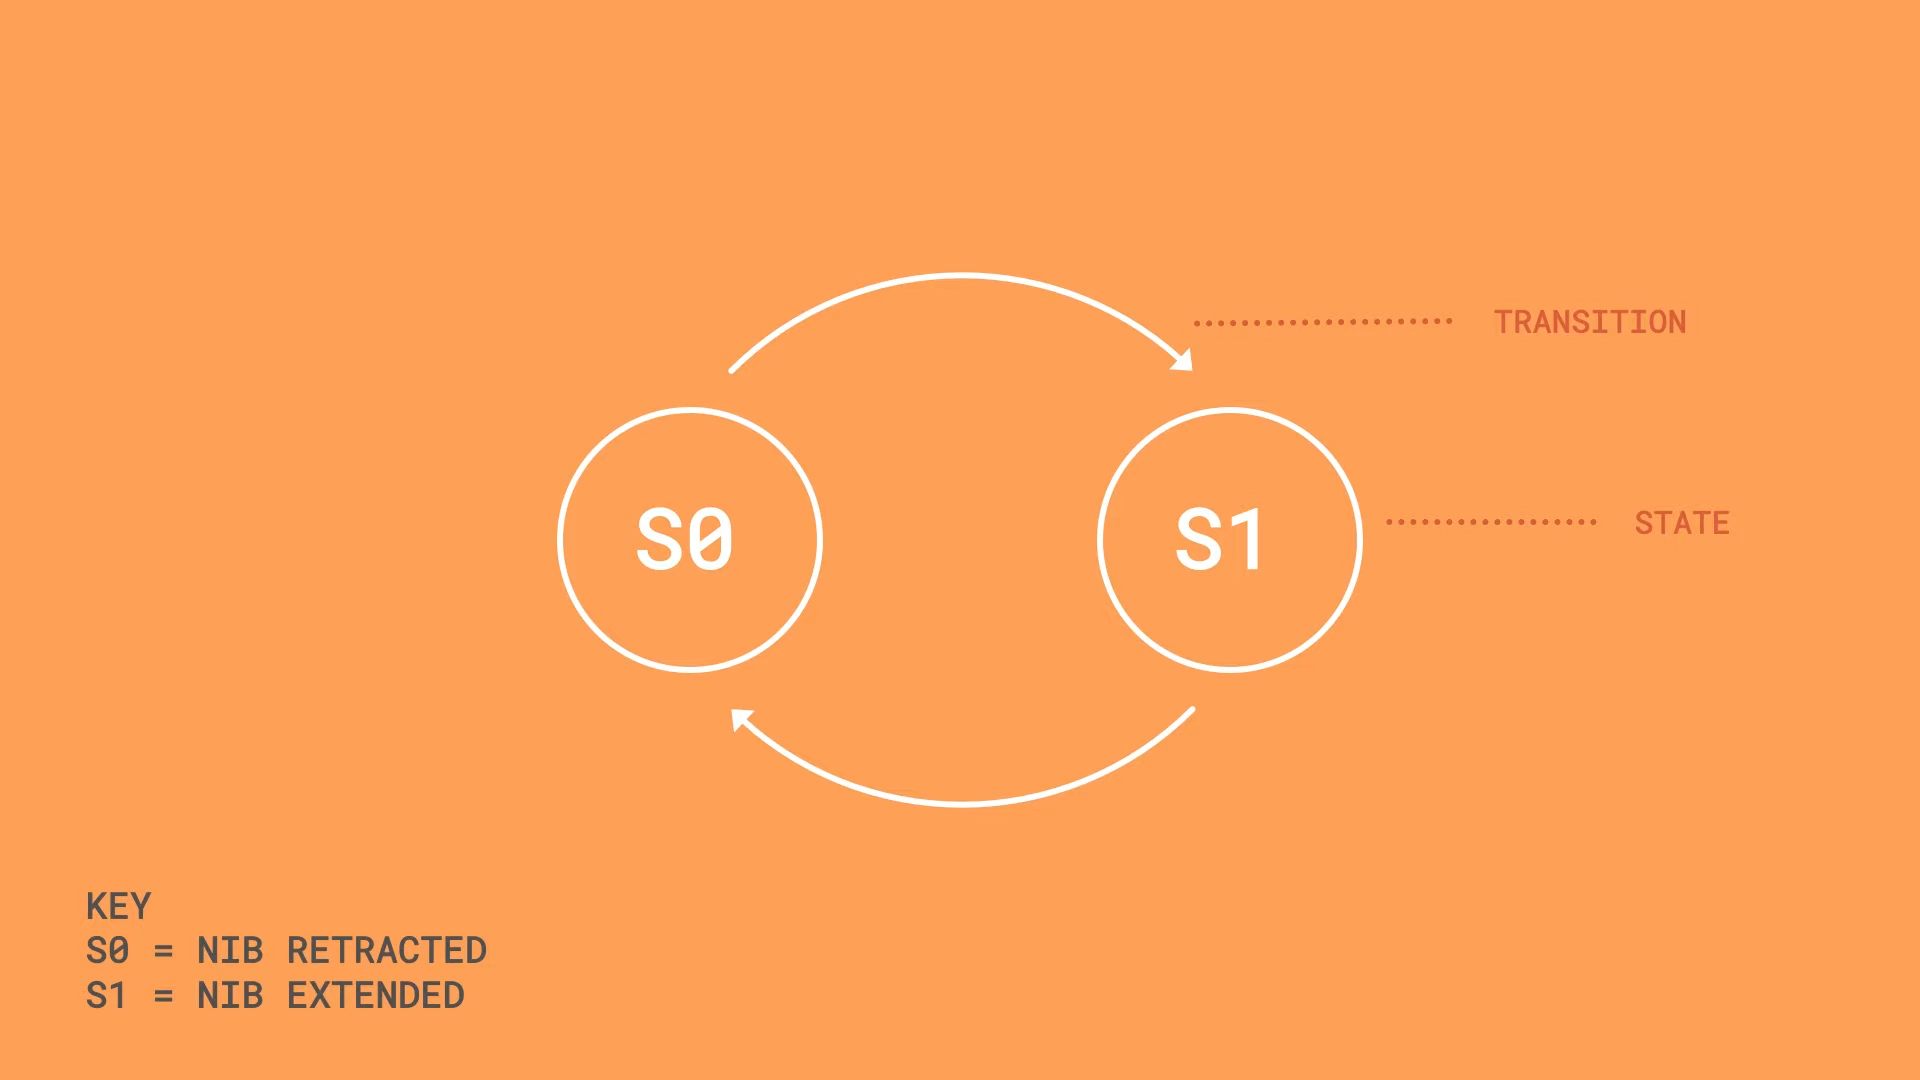 TRANSITION
S0
S1
STATE
KEY
S0 = NIB RETRACTED
S1 = NIB EXTENDED